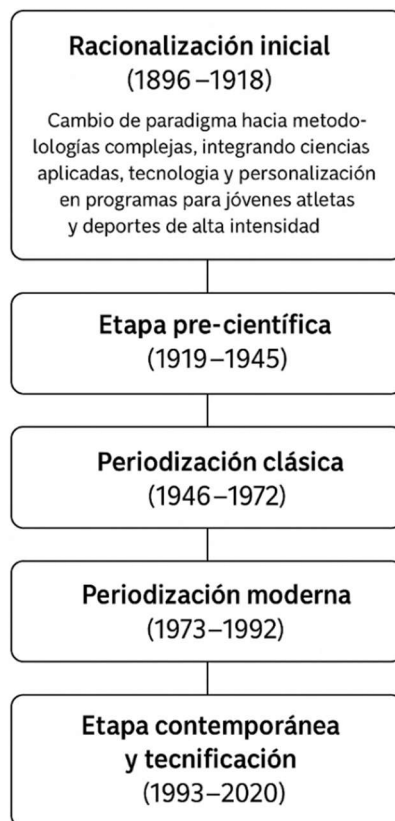 Racionalización inicial
(1896–1918)
Cambio de paradigma hacia metodo-
lologías complejas, integrando ciencias
aplicadas, tecnologia y personalización
en programas para jóvenes atletas
y deportes de alta intensidad
Etapa pre-científica
(1919–1945)
Periodización clásica
(1946–1972)
Periodización moderna
(1973–1992)
Etapa contemporánea
y tecnificación
(1993–2020)